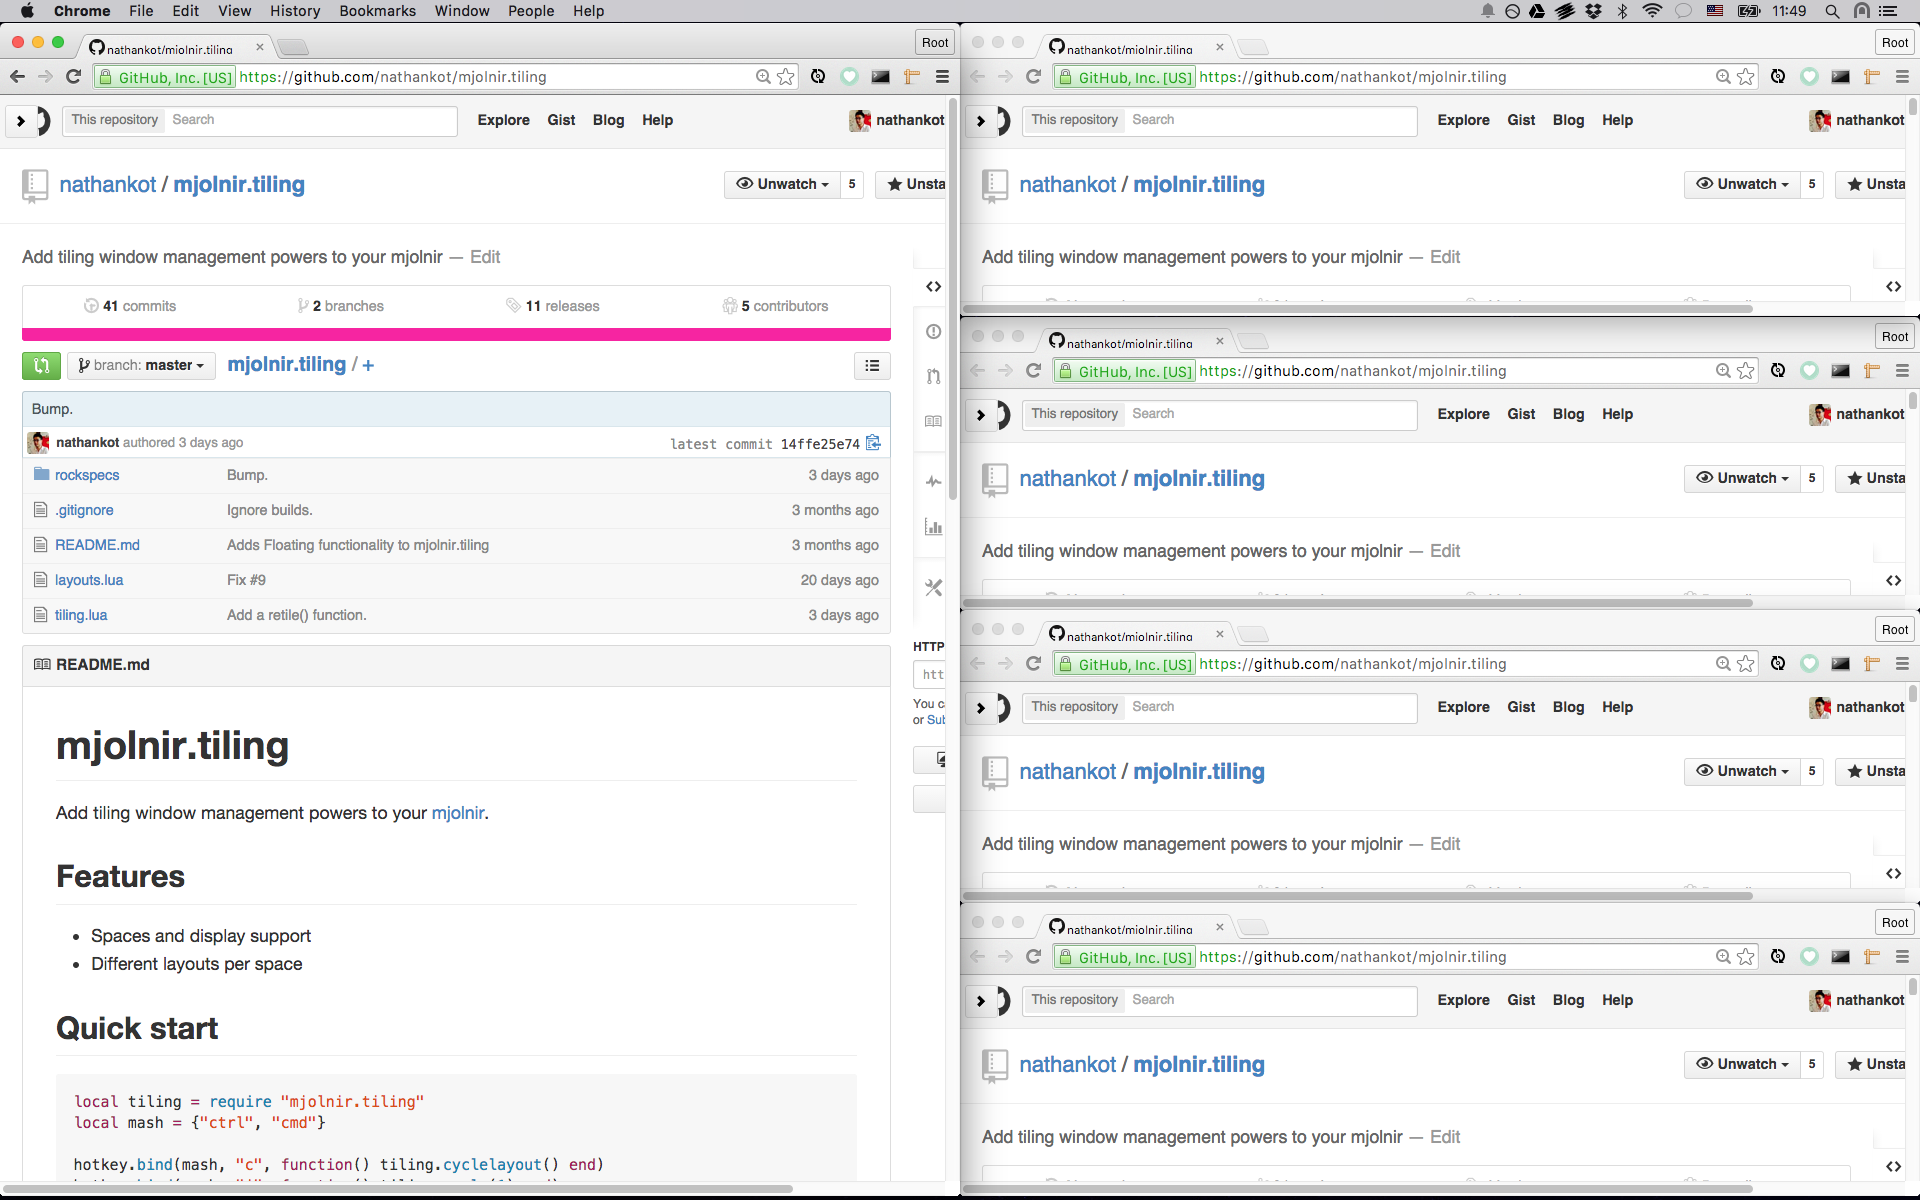 Chrome File Edit View History Bookmarks Window People Help 11:49
nathankot/mjolnir.tiling × Root
GitHub, Inc. [US] https://github.com/nathankot/mjolnir.tiling
This repository Search Explore Gist Blog Help nathankot
nathankot / mjolnir.tiling Unwatch 5 Unsta
Add tiling window management powers to your mjolnir — Edit
41 commits 2 branches 11 releases 5 contributors
branch: master mjolnir.tiling / +
Bump.
nathankot authored 3 days ago latest commit 14ffe25e74
rockspecs Bump. 3 days ago
.gitignore Ignore builds. 3 months ago
README.md Adds Floating functionality to mjolnir.tiling 3 months ago
layouts.lua Fix #9 20 days ago
tiling.lua Add a retile() function. 3 days ago
HTTP
htt
You c
or Sub
README.md
mjolnir.tiling
Add tiling window management powers to your mjolnir.
Features
• Spaces and display support
• Different layouts per space
Quick start
local tiling = require "mjolnir.tiling"
local mash = {"ctrl", "cmd"}
hotkey.bind(mash, "c", function() tiling.cyclelayout() end)
nathankot/mjolnir.tiling × Root
GitHub, Inc. [US] https://github.com/nathankot/mjolnir.tiling
This repository Search Explore Gist Blog Help nathankot
nathankot / mjolnir.tiling Unwatch 5 Unsta
Add tiling window management powers to your mjolnir — Edit
nathankot/mjolnir.tiling × Root
GitHub, Inc. [US] https://github.com/nathankot/mjolnir.tiling
This repository Search Explore Gist Blog Help nathankot
nathankot / mjolnir.tiling Unwatch 5 Unsta
Add tiling window management powers to your mjolnir — Edit
nathankot/mjolnir.tiling × Root
GitHub, Inc. [US] https://github.com/nathankot/mjolnir.tiling
This repository Search Explore Gist Blog Help nathankot
nathankot / mjolnir.tiling Unwatch 5 Unsta
Add tiling window management powers to your mjolnir — Edit
nathankot/mjolnir.tiling × Root
GitHub, Inc. [US] https://github.com/nathankot/mjolnir.tiling
This repository Search Explore Gist Blog Help nathankot
nathankot / mjolnir.tiling Unwatch 5 Unsta
Add tiling window management powers to your mjolnir — Edit